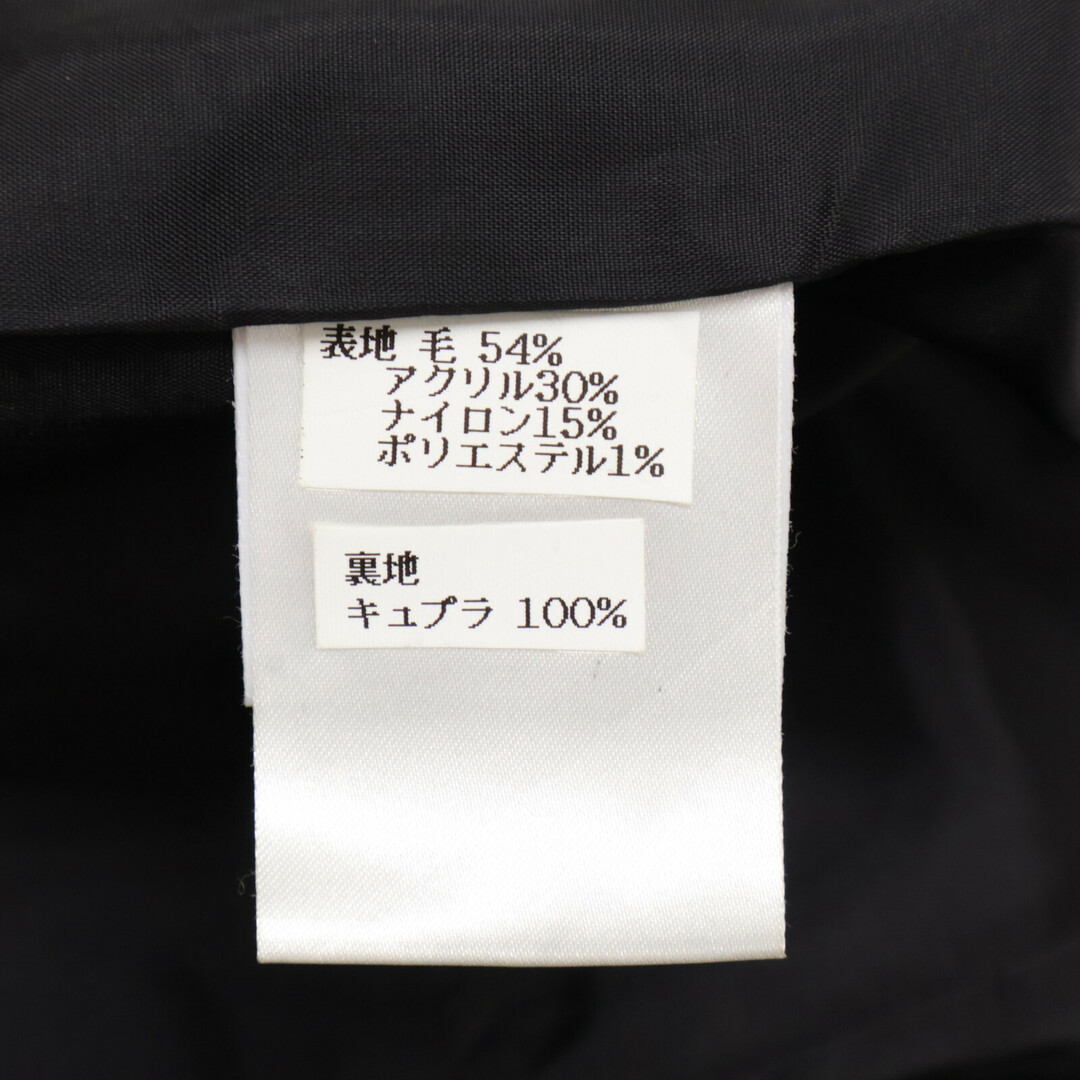 表地 毛 54%
アクリル30%
ナイロン15%
ポリエステル1%
裏地
キュプラ 100%